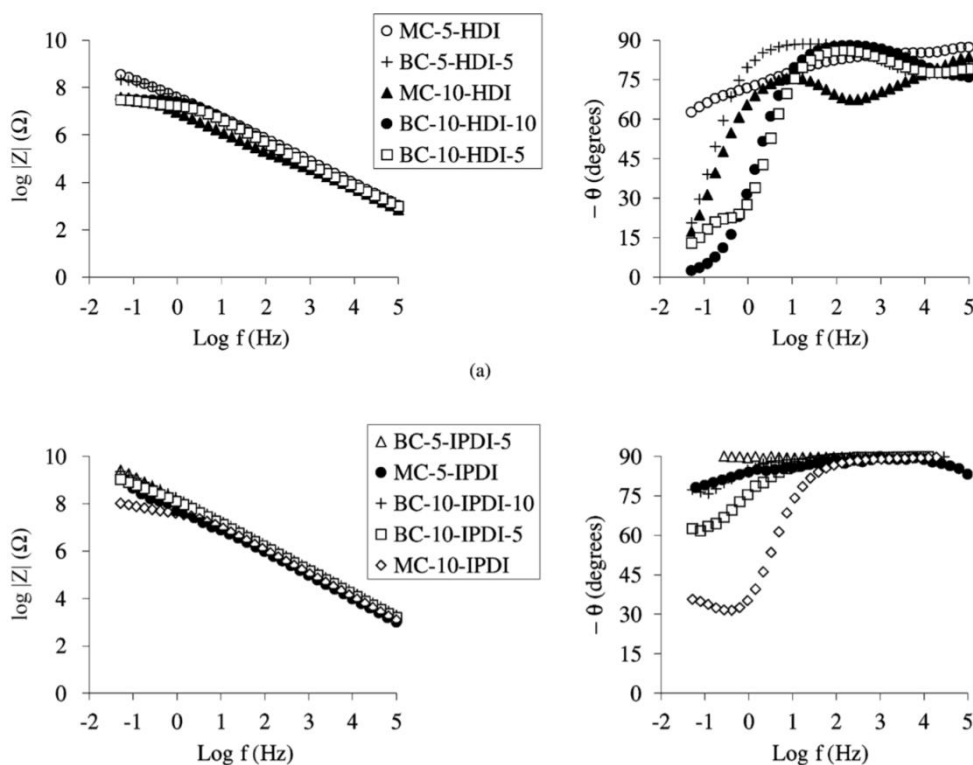 10
8
6
4
2
0
-2 -1 0 1 2 3 4 5
log |Z| (Ω)
Log f (Hz)
MC-5-HDI
BC-5-HDI-5
MC-10-HDI
BC-10-HDI-10
BC-10-HDI-5
90
75
60
45
30
15
0
-2 -1 0 1 2 3 4 5
− θ (degrees)
Log f (Hz)
(a)
10
8
6
4
2
0
-2 -1 0 1 2 3 4 5
log |Z| (Ω)
Log f (Hz)
BC-5-IPDI-5
MC-5-IPDI
BC-10-IPDI-10
BC-10-IPDI-5
MC-10-IPDI
90
75
60
45
30
15
0
-2 -1 0 1 2 3 4 5
− θ (degrees)
Log f (Hz)